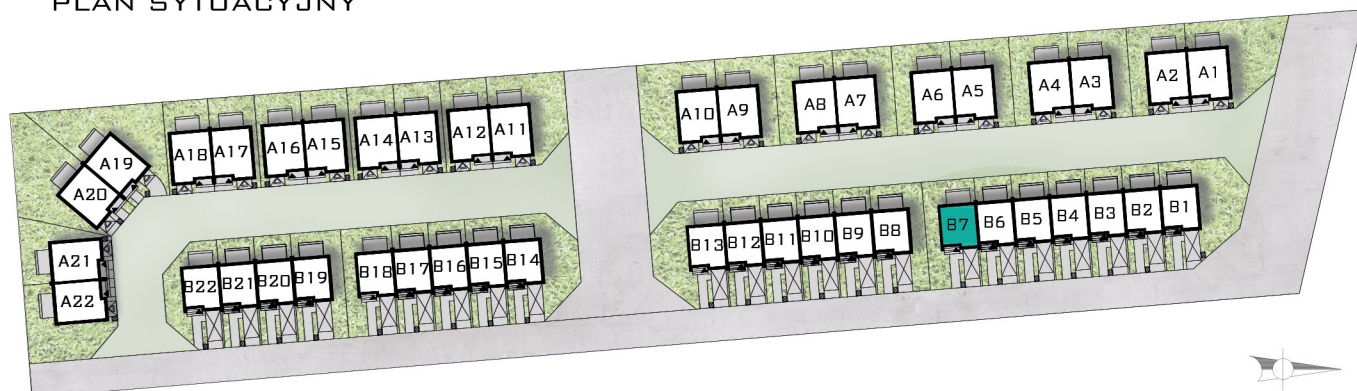 PLAN SYTUACYJNY
A10 A9 A8 A7 A6 A5 A4 A3 A2 A1
A20 A19 A18 A17 A16 A15 A14 A13 A12 A11
B13 B12 B11 B10 B9 B8 B7 B6 B5 B4 B3 B2 B1
A21
A22
B22 B21 B20 B19 B18 B17 B16 B15 B14